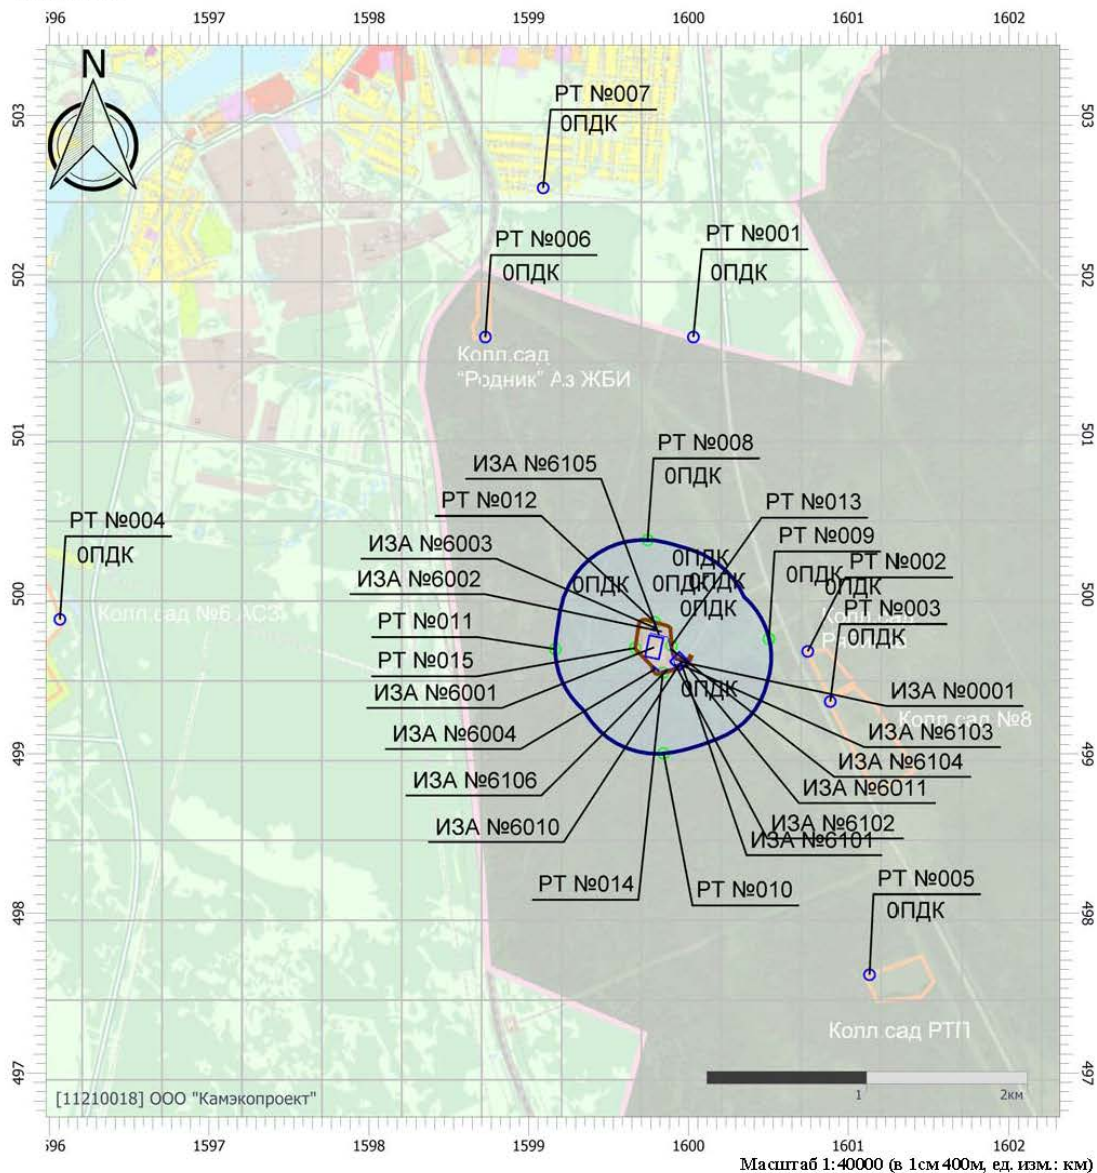 596 1597 1598 1599 1600 1601 1602
N
РТ №007
0ПДК
503 503
РТ №006
0ПДК
РТ №001
0ПДК
502 502
Колл.сад
“Родник” Аз ЖБИ
501 501
РТ №008
0ПДК
ИЗА №6105
РТ №012
РТ №013
РТ №004
0ПДК
ИЗА №6003
РТ №009
0ПДК
РТ №002
0ПДК
ИЗА №6002
0ПДК
0ПДК
0ПДК
0ПДК
0ПДК
500 500
РТ №003
0ПДК
Колл.сад №6 АСЗ
Колл.сад
РТ №011
РТ №015
ИЗА №6001
0ПДК
ИЗА №0001
Колл.сад №8
ИЗА №6004
ИЗА №6103
499 499
ИЗА №6104
ИЗА №6106
ИЗА №6011
ИЗА №6010
ИЗА №6102
ИЗА №6101
РТ №014
РТ №010
РТ №005
0ПДК
498 498
Колл.сад РТП
497 497
[11210018] ООО "Камэкопроект"
1 2км
596 1597 1598 1599 1600 1601 1602
Масштаб 1:40000 (в 1см 400м, ед. изм.: км)